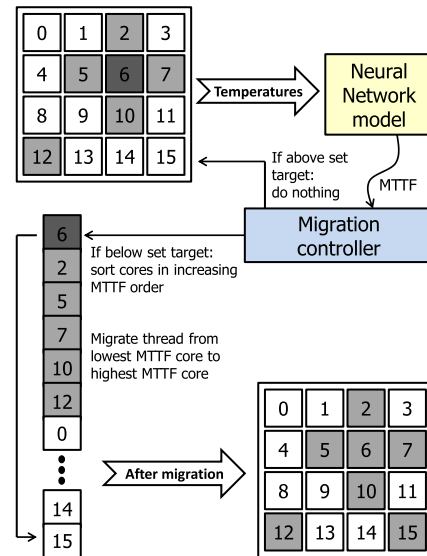 0 1 2 3
4 5 6 7
8 9 10 11
12 13 14 15
Temperatures
Neural
Network
model
MTTF
If above set
target:
do nothing
Migration
controller
If below set target:
sort cores in increasing
MTTF order
Migrate thread from
lowest MTTF core to
highest MTTF core
6
2
5
7
10
12
0
14
15
After migration
0 1 2 3
4 5 6 7
8 9 10 11
12 13 14 15